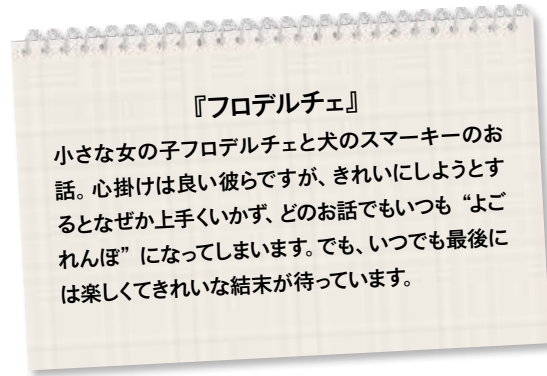 『フロデルチェ』
小さな女の子フロデルチェと犬のスマーキーのお
話。心掛けは良い彼らですが、きれいにしようとす
るとなぜか上手くいかず、どのお話でもいつも“よご
れんぼ”になってしまいます。でも、いつでも最後に
は楽しくてきれいな結末が待っています。